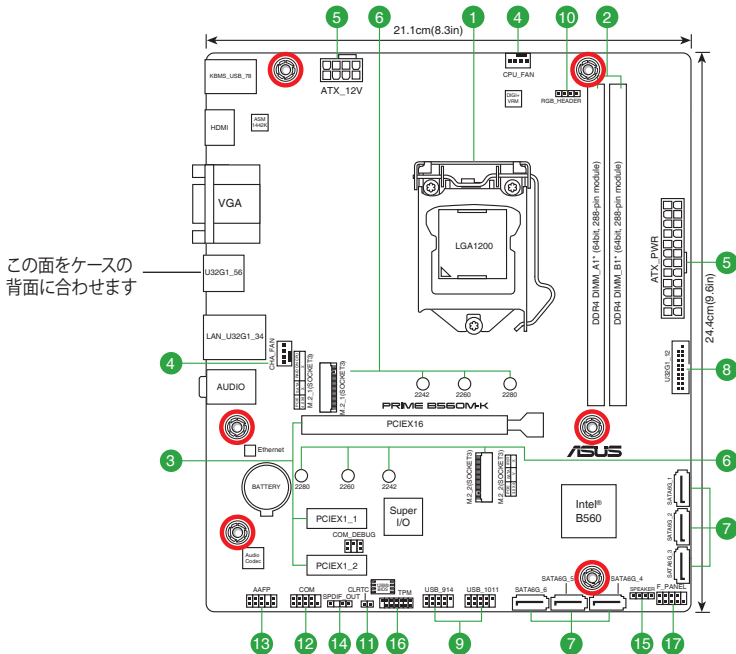 6
5
1
4
10
2
21.1cm(8.3in)
KBMS_USB_78
ATX_12V
CPU_FAN
DIGI+
VRM
RGB_HEADER
HDMI
ASM
1442K
VGA
DDR4 DIMM_A1* (64bit, 288-pin module)
DDR4 DIMM_B1* (64bit, 288-pin module)
ATX_PWR
5
24.4cm(9.6in)
LGA1200
この面をケースの
背面に合わせます
U32G1_56
LAN_U32G1_34
CHA_FAN
4
AUDIO
M.2_1(SOCKET3)
2242
2260
2280
U32G1_12
8
PRIME B560M-K
PCIEX16
ASUS
3
Ethernet
BATTERY
2280
2260
2242
M.2_2(SOCKET3)
6
Super
I/O
Intel®
B560
SATA6G_1
SATA6G_2
SATA6G_3
7
PCIEX1_1
COM_DEBUG
PCIEX1_2
Audio
Codec
AAFP
COM
SPDIF_OUT
CLRTC
BIOS
TPM
USB_914
USB_1011
SATA6G_6
SATA6G_5
SATA6G_4
SPEAKER
F_PANEL
13
12
14
11
16
9
7
15
17